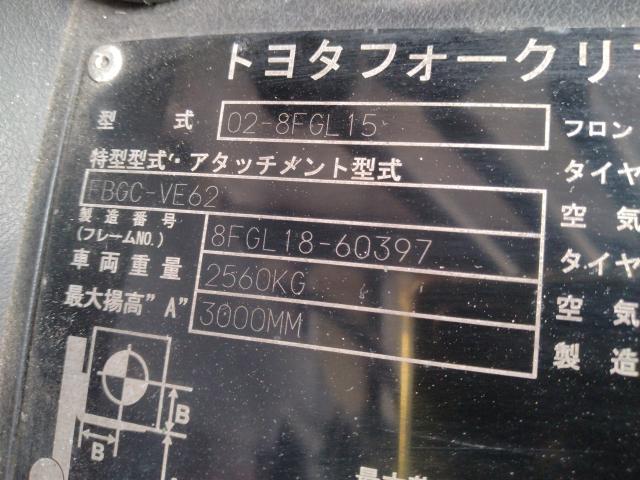 トヨタフォークリフ
型式 02-8FGL15
フロン
特型型式・アタッチメント型式
タイヤ
FBGC-VE62
空気
製造番号
(フレームNO.) 8FGL18-60397
タイヤ
車両重量 2560KG
空気
最大揚高"A" 3000MM
製造
B
B